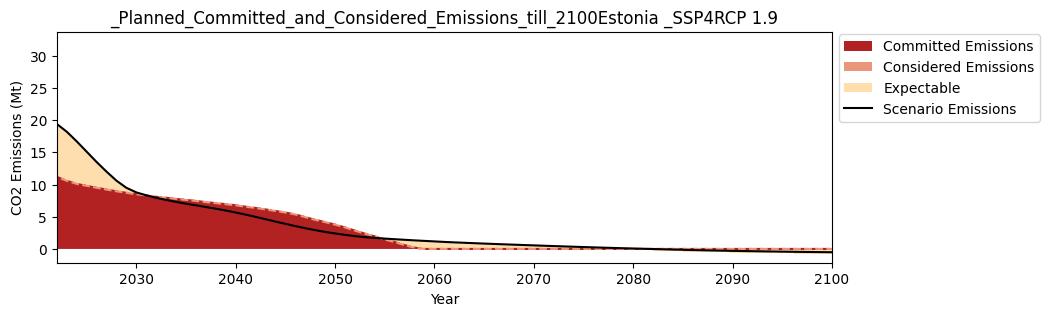 _Planned_Committed_and_Considered_Emissions_till_2100Estonia _SSP4RCP 1.9
CO2 Emissions (Mt)
30
25
20
15
10
5
0
2030 2040 2050 2060 2070 2080 2090 2100
Year
Committed Emissions
Considered Emissions
Expectable
Scenario Emissions